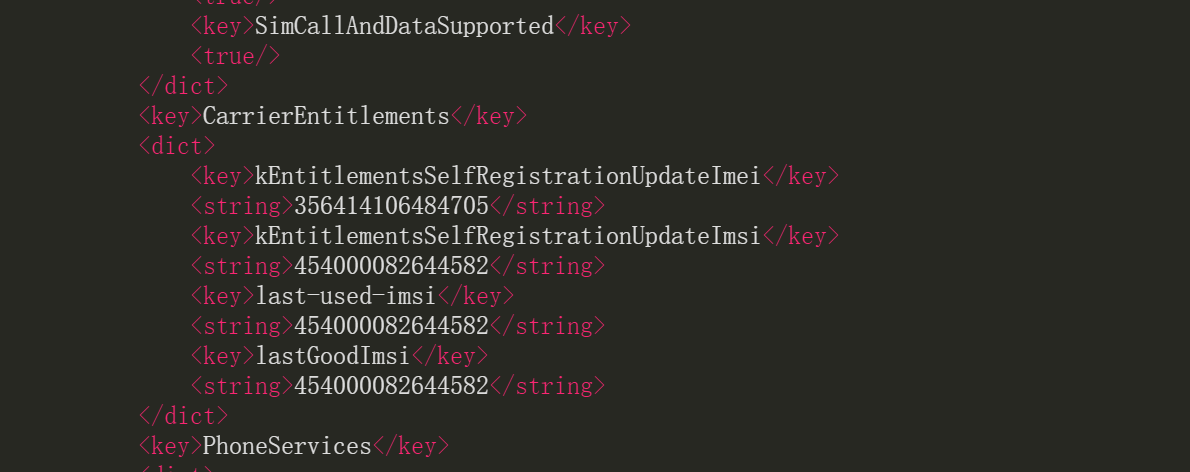 <true/>
<key>SimCallAndDataSupported</key>
<true/>
</dict>
<key>CarrierEntitlements</key>
<dict>
<key>kEntitlementsSelfRegistrationUpdateImei</key>
<string>356414106484705</string>
<key>kEntitlementsSelfRegistrationUpdateImsi</key>
<string>454000082644582</string>
<key>last-used-imsi</key>
<string>454000082644582</string>
<key>lastGoodImsi</key>
<string>454000082644582</string>
</dict>
<key>PhoneServices</key>
<dict>